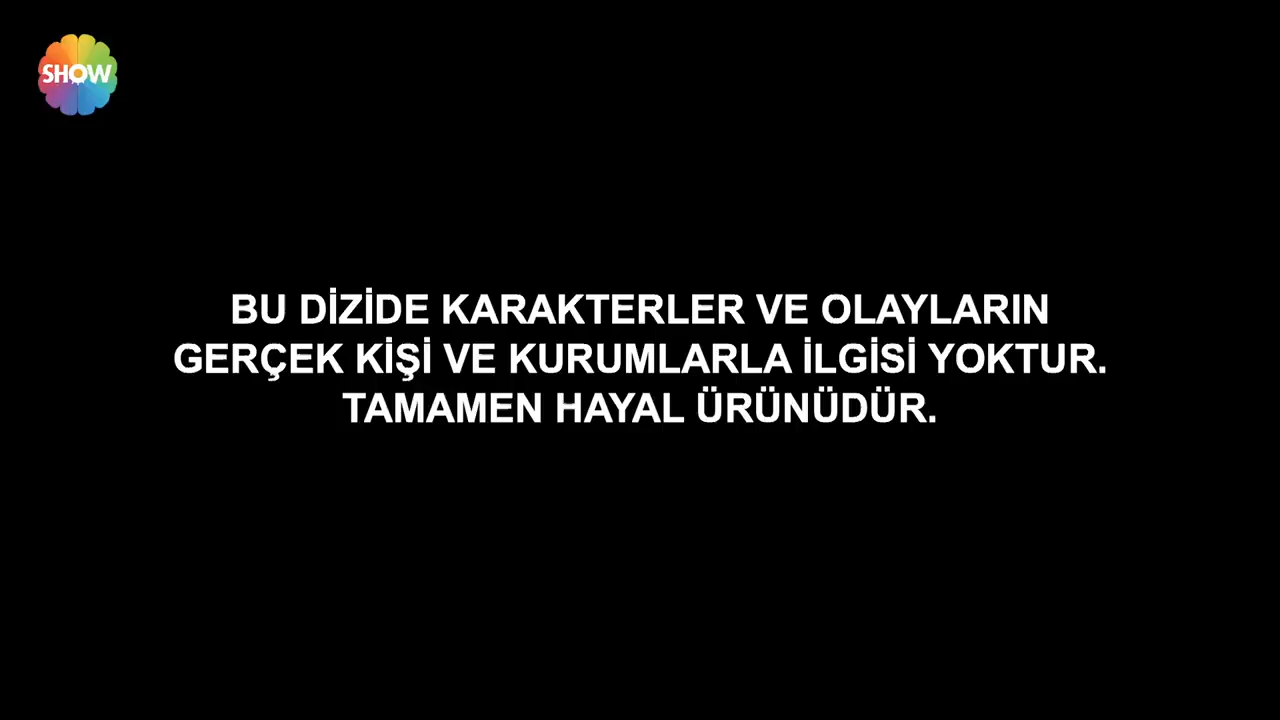 SHOW
BU DİZİDE KARAKTERLER VE OLAYLARIN
GERÇEK KİŞİ VE KURUMLARLA İLGİSİ YOKTUR.
TAMAMEN HAYAL ÜRÜNÜDÜR.